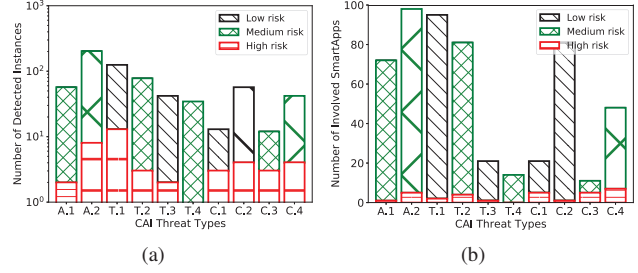 Number of Detected Instances
10³
10²
10¹
10⁰
Low risk
Medium risk
High risk
A.1 A.2 T.1 T.2 T.3 T.4 C.1 C.2 C.3 C.4
CAI Threat Types
(a)
Number of Involved SmartApps
100
80
60
40
20
0
Low risk
Medium risk
High risk
A.1 A.2 T.1 T.2 T.3 T.4 C.1 C.2 C.3 C.4
CAI Threat Types
(b)